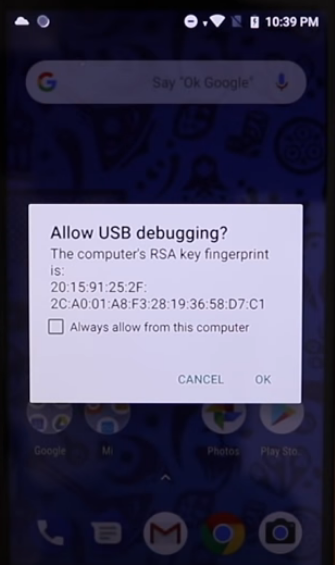 10:39 PM
Say "Ok Google"
Allow USB debugging?
The computer's RSA key fingerprint
is:
20:15:91:25:2F:
2C:A0:01:A8:F3:28:19:36:58:D7:C1
Always allow from this computer
CANCEL OK
Google Mi Photos Play Sto..